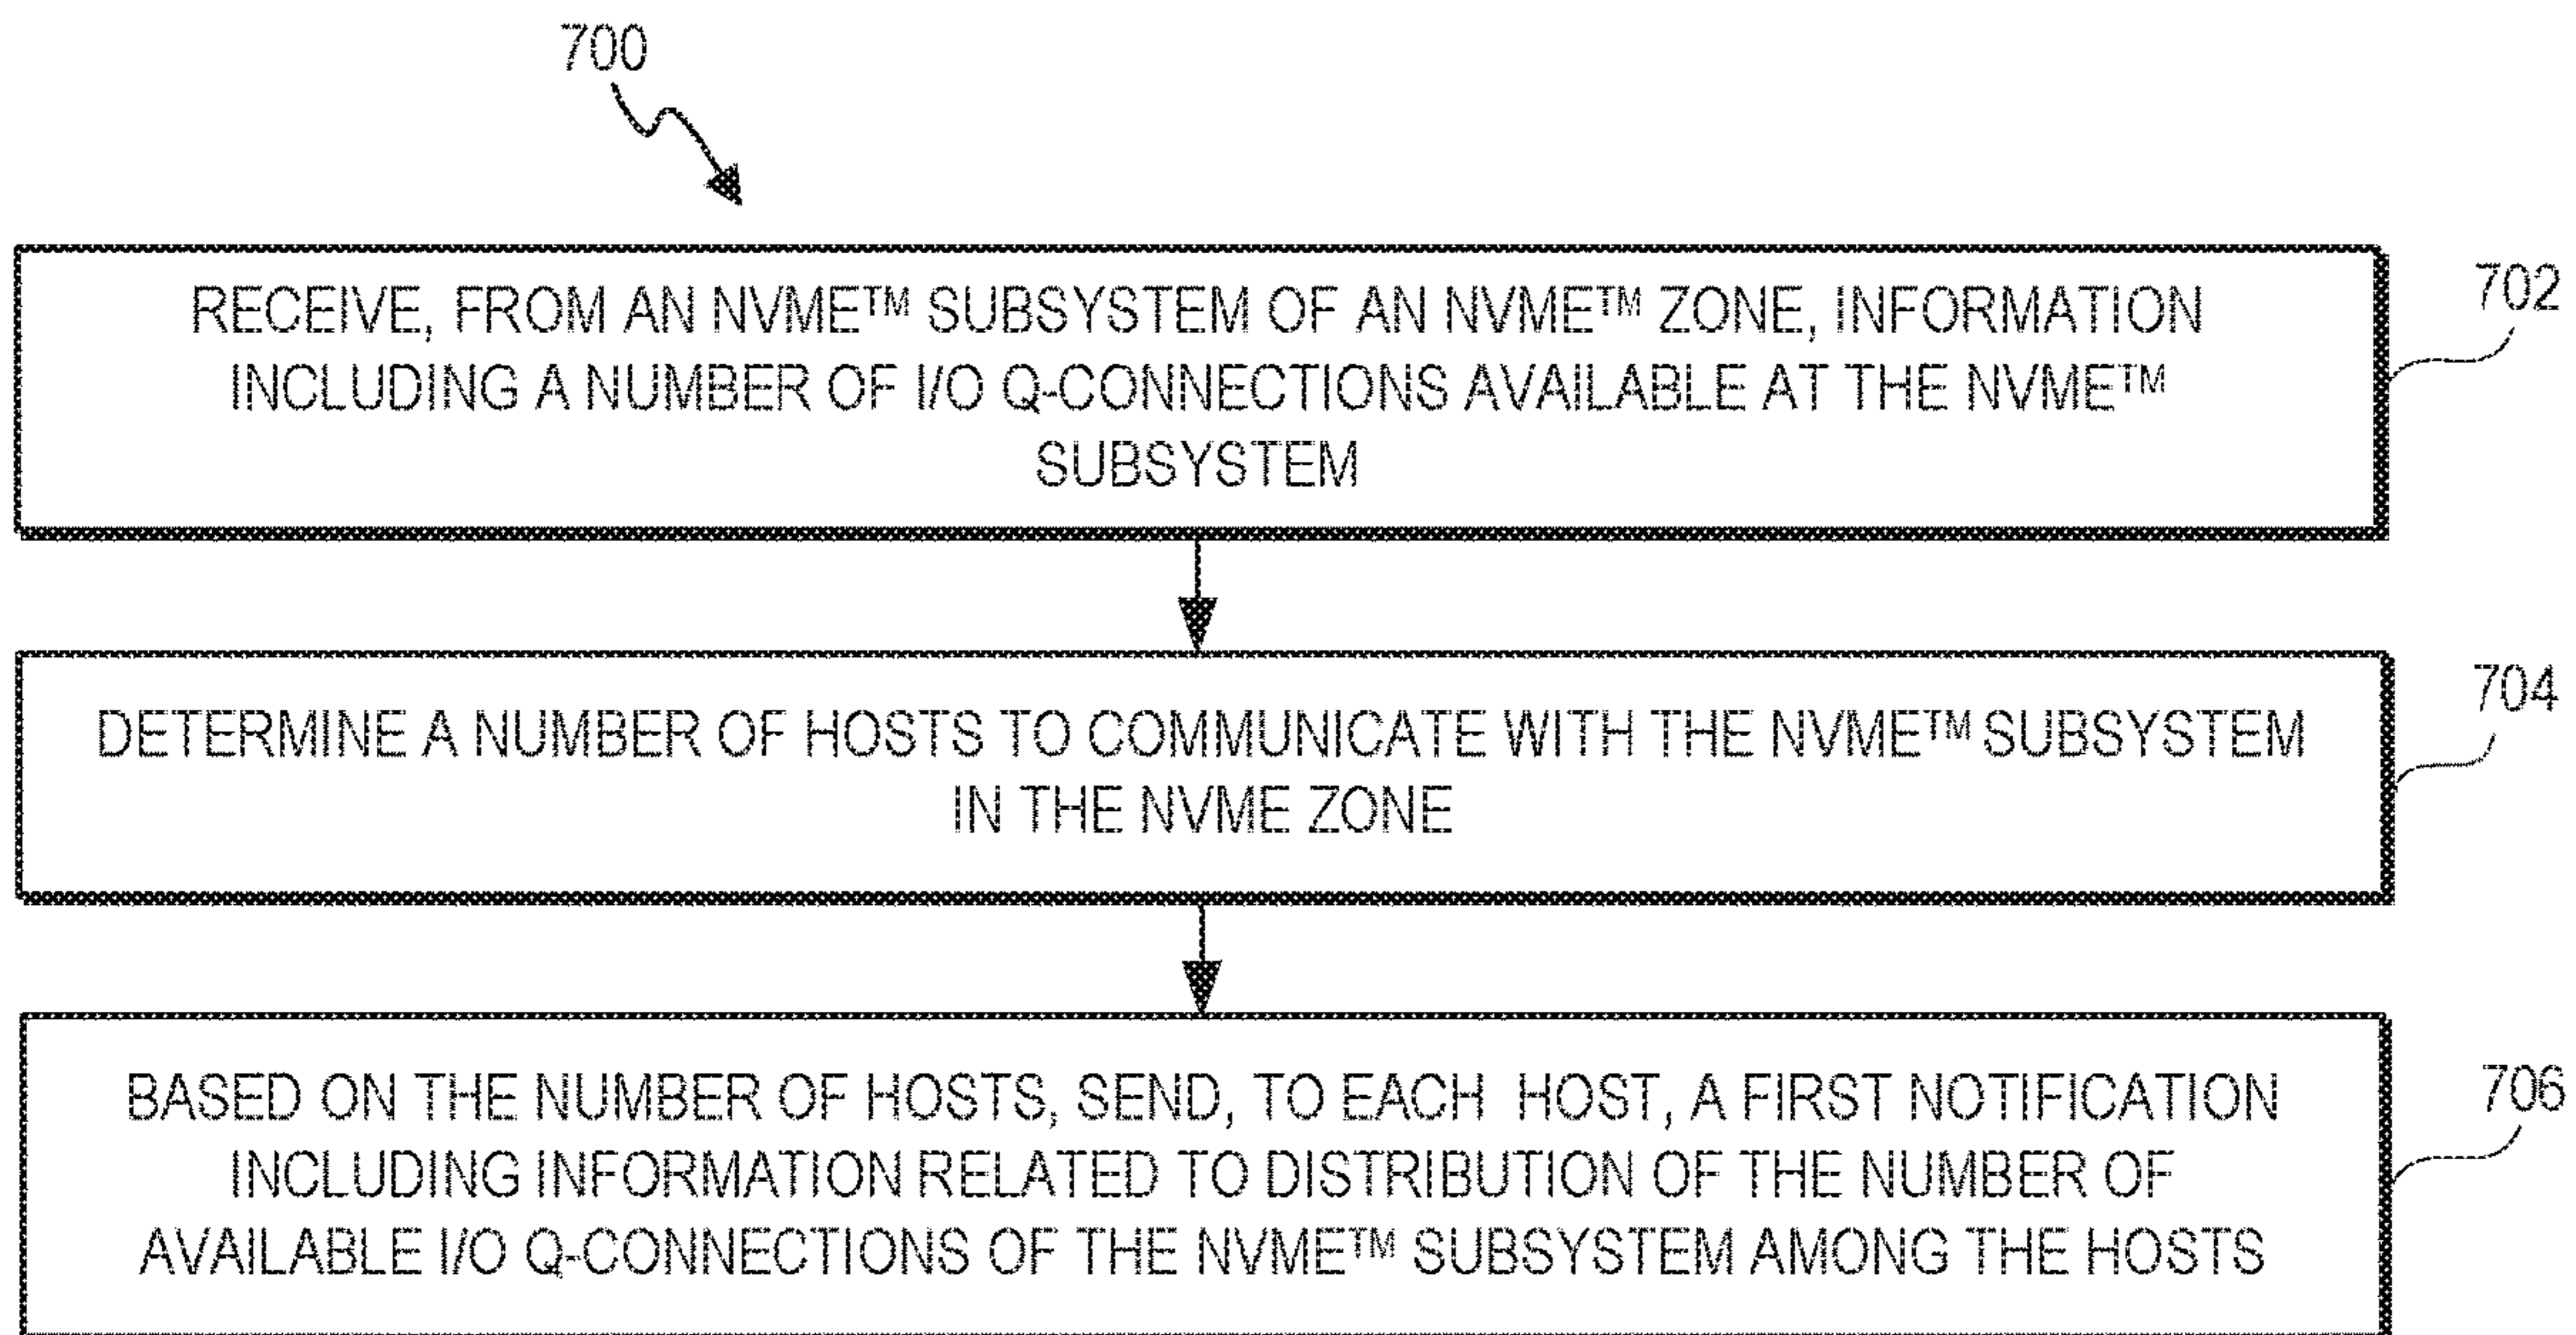 700
RECEIVE, FROM AN NVME™ SUBSYSTEM OF AN NVME™ ZONE, INFORMATION
INCLUDING A NUMBER OF I/O Q-CONNECTIONS AVAILABLE AT THE NVME™
SUBSYSTEM
702
DETERMINE A NUMBER OF HOSTS TO COMMUNICATE WITH THE NVME™ SUBSYSTEM
IN THE NVME ZONE
704
BASED ON THE NUMBER OF HOSTS, SEND, TO EACH HOST, A FIRST NOTIFICATION
INCLUDING INFORMATION RELATED TO DISTRIBUTION OF THE NUMBER OF
AVAILABLE I/O Q-CONNECTIONS OF THE NVME™ SUBSYSTEM AMONG THE HOSTS
706